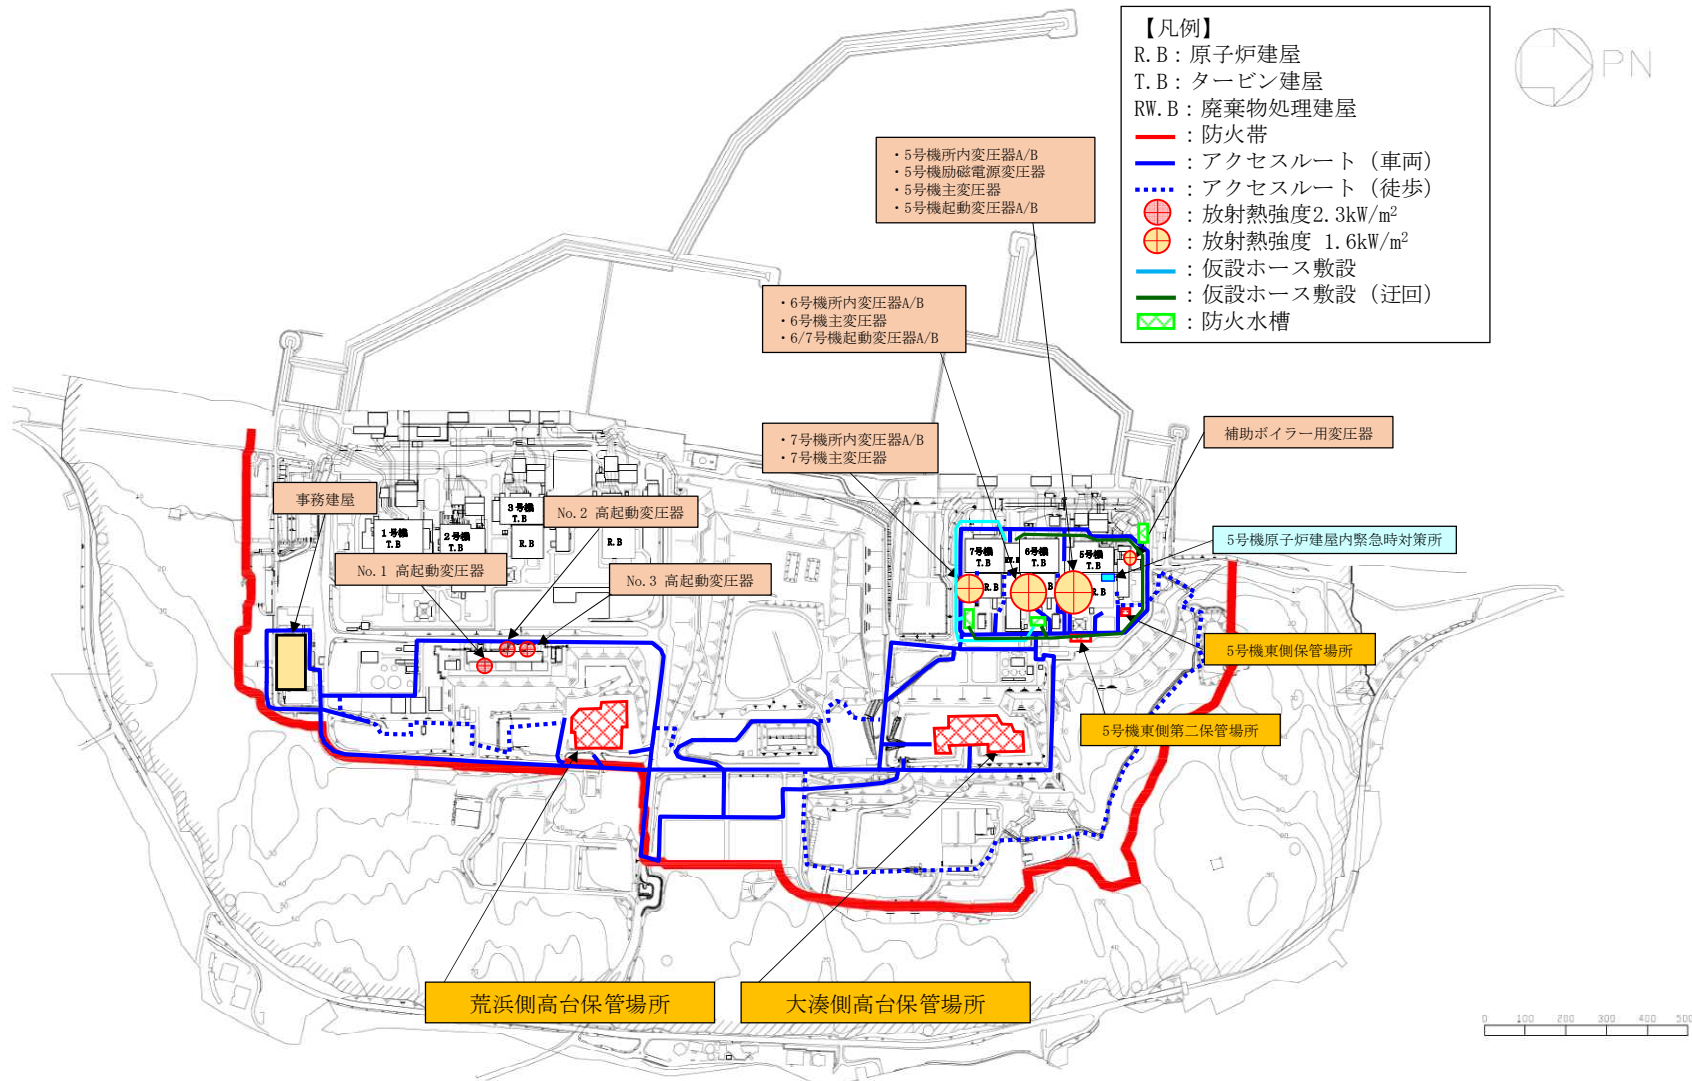 【凡例】
R.B：原子炉建屋
T.B：タービン建屋
RW.B：廃棄物処理建屋
：防火帯
：アクセスルート（車両）
：アクセスルート（徒歩）
：放射熱強度2.3kW/m²
：放射熱強度 1.6kW/m²
：仮設ホース敷設
：仮設ホース敷設（迂回）
：防火水槽
PN
・5号機所内変圧器A/B
・5号機励磁電源変圧器
・5号機主変圧器
・5号機起動変圧器A/B
・6号機所内変圧器A/B
・6号機主変圧器
・6/7号機起動変圧器A/B
・7号機所内変圧器A/B
・7号機主変圧器
補助ボイラー用変圧器
事務建屋
No.2 高起動変圧器
No.1 高起動変圧器
No.3 高起動変圧器
1号機
T.B
2号機
T.B
3号機
T.B
R.B
R.B
7号機
T.B
R.B
6号機
T.B
5号機
T.B
R.B
5号機原子炉建屋内緊急時対策所
5号機東側保管場所
5号機東側第二保管場所
荒浜側高台保管場所
大湊側高台保管場所
0 100 200 300 400 500